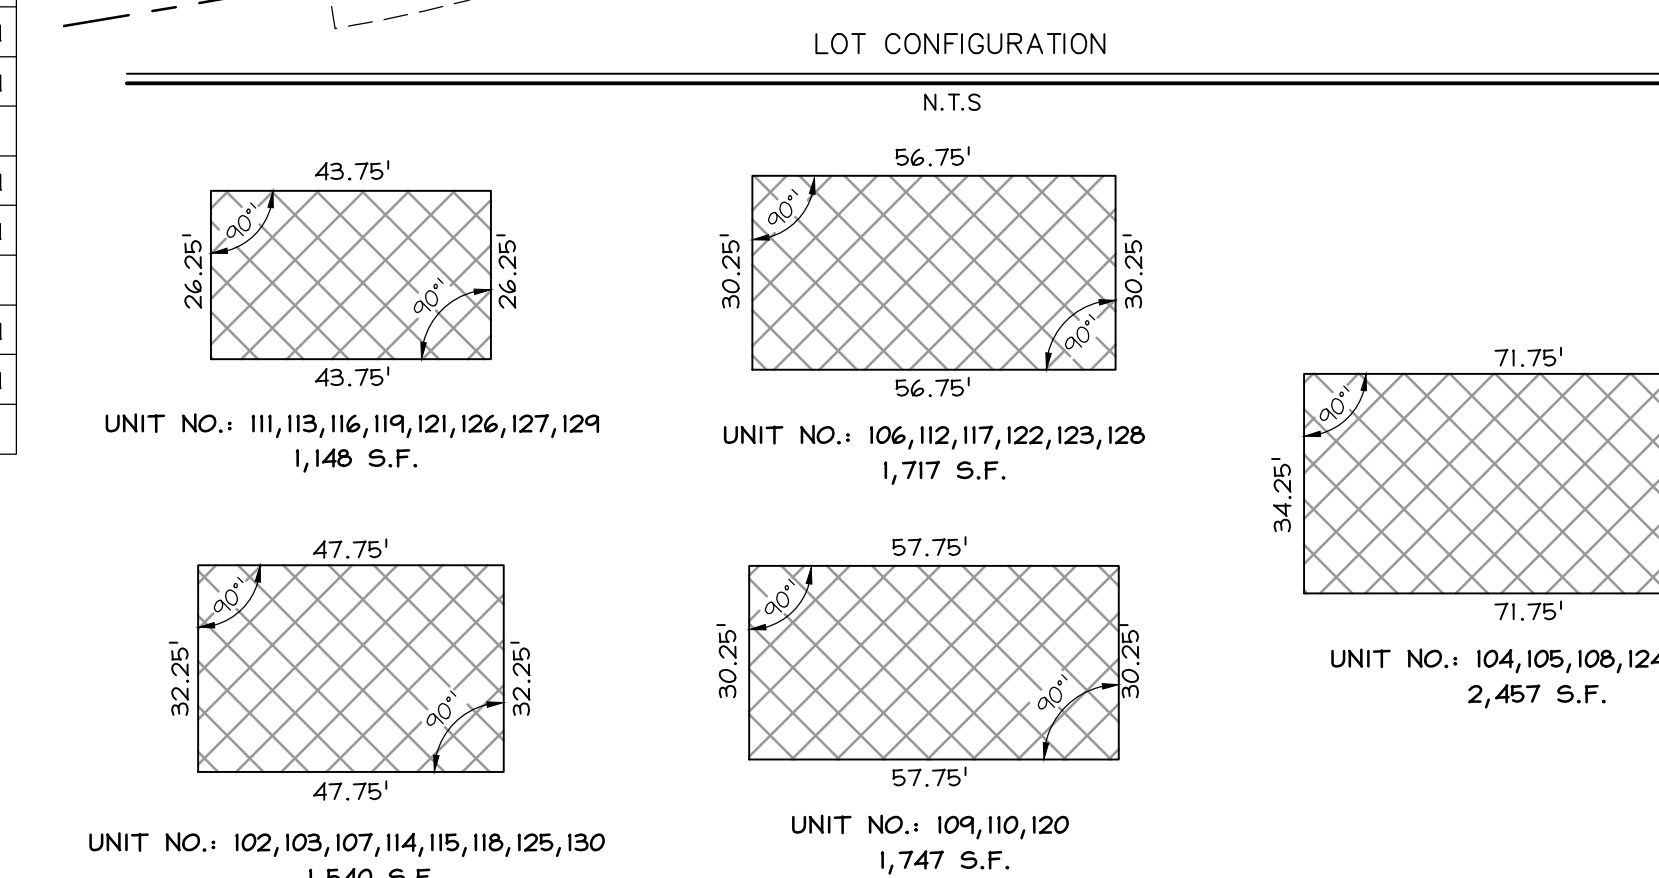 LOT CONFIGURATION
N.T.S
43.75'
90°'
26.25'
26.25'
90°'
43.75'
UNIT NO.: 111,113,116,119,121,126,127,129
1,148 S.F.
56.75'
90°'
30.25'
30.25'
90°'
56.75'
UNIT NO.: 106,112,117,122,123,128
1,717 S.F.
71.75'
90°'
34.25'
71.75'
UNIT NO.: 104,105,108,124
2,457 S.F.
47.75'
90°'
32.25'
32.25'
90°'
47.75'
UNIT NO.: 102,103,107,114,115,118,125,130
1,540 S.F.
57.75'
90°'
30.25'
30.25'
90°'
57.75'
UNIT NO.: 109,110,120
1,747 S.F.